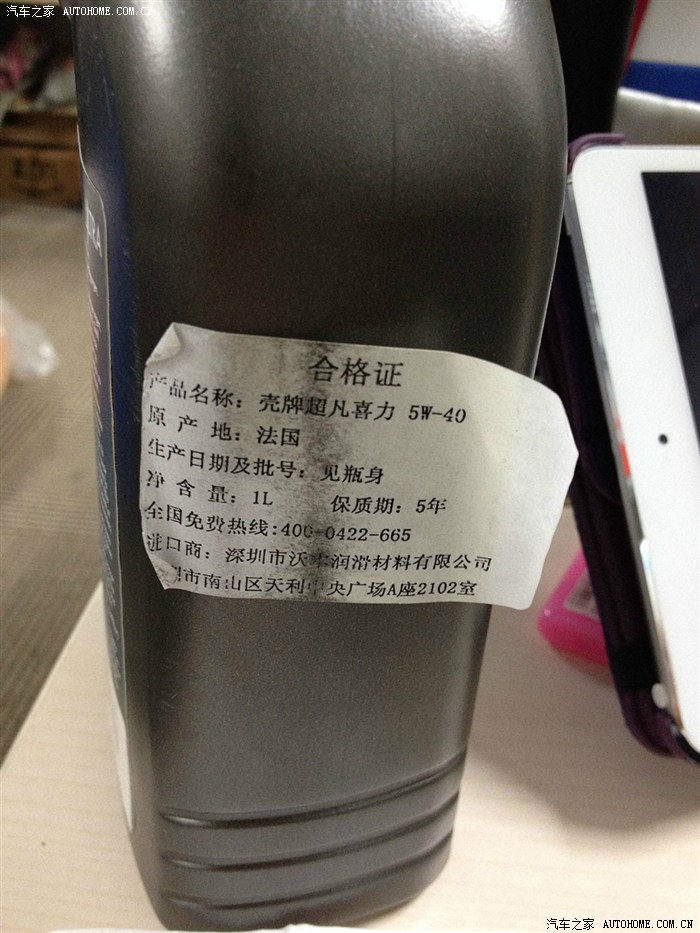 汽车之家 AUTOHOME.COM.CN
合格证
产品名称：壳牌超凡喜力 5W-40
原 产 地：法国
生产日期及批号：见瓶身
净 含 量：1L 保质期：5年
全国免费热线:400-0422-665
进口商：深圳市沃 润滑材料有限公司
圳市南山区天利中央广场A座2102室
汽车之家 AUTOHOME.COM.CN